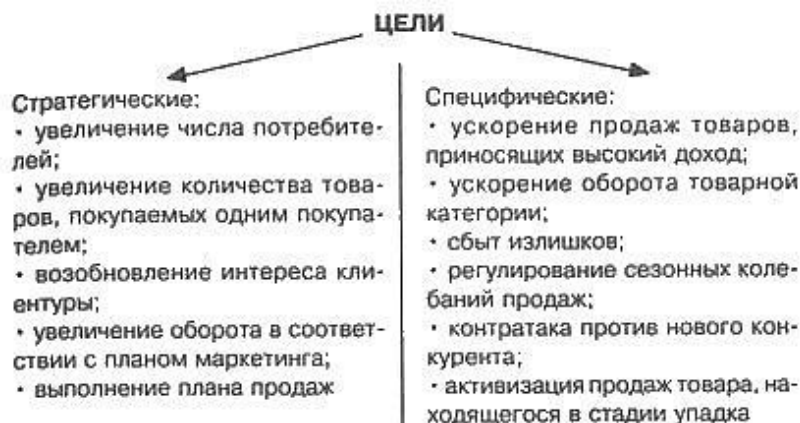 ЦЕЛИ
Стратегические:
• увеличение числа потребите-
лей;
• увеличение количества това-
ров, покупаемых одним покупа-
телем;
• возобновление интереса кли-
ентуры;
• увеличение оборота в соответ-
ствии с планом маркетинга;
• выполнение плана продаж
Специфические:
• ускорение продаж товаров,
приносящих высокий доход;
• ускорение оборота товарной
категории;
• сбыт излишков;
• регулирование сезонных коле-
баний продаж;
• контратака против нового кон-
курента;
• активизация продаж товара, на-
ходящегося в стадии упадка